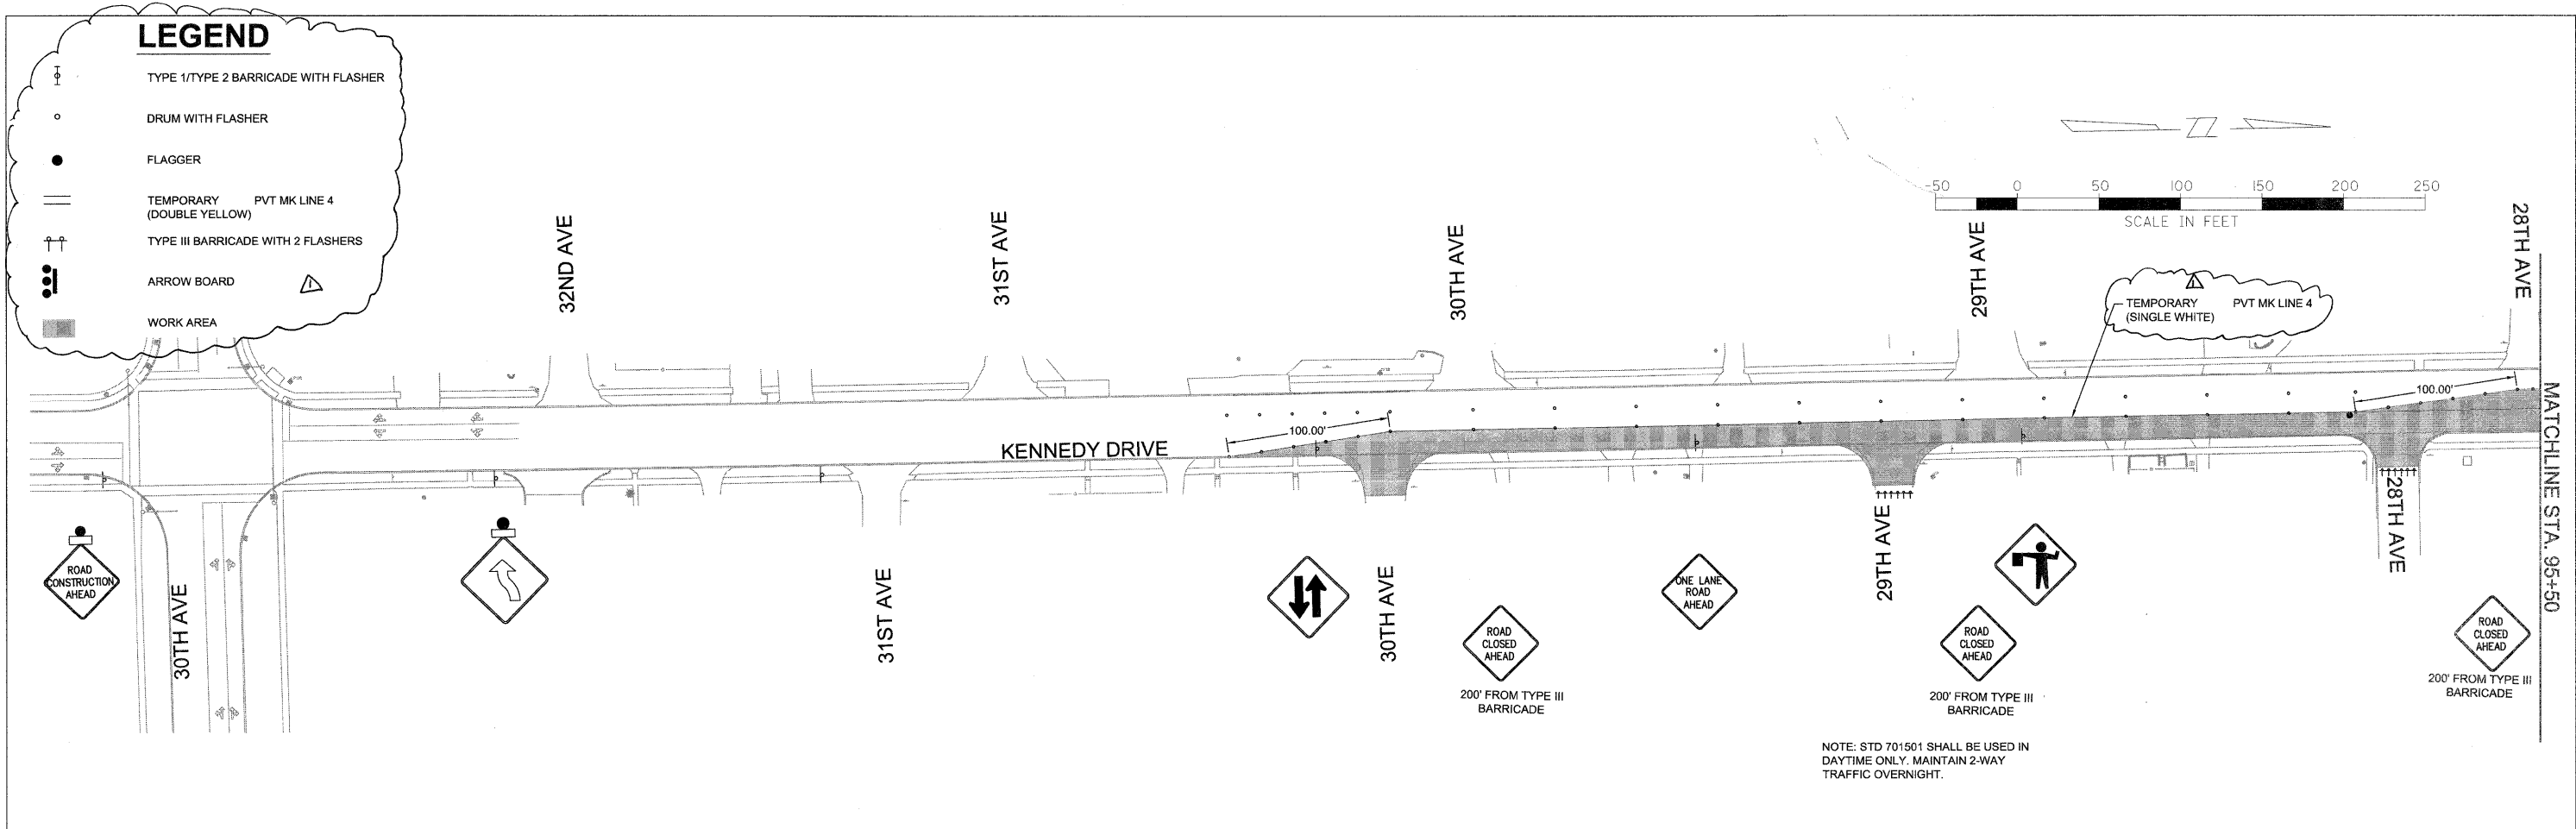 LEGEND
TYPE 1/TYPE 2 BARRICADE WITH FLASHER
DRUM WITH FLASHER
FLAGGER
TEMPORARY PVT MK LINE 4
(DOUBLE YELLOW)
TYPE III BARRICADE WITH 2 FLASHERS
ARROW BOARD
1
WORK AREA
32ND AVE
31ST AVE
30TH AVE
29TH AVE
28TH AVE
Z
-50 0 50 100 150 200 250
SCALE IN FEET
1
TEMPORARY PVT MK LINE 4
(SINGLE WHITE)
100.00'
100.00'
KENNEDY DRIVE
MATCHLINE STA. 95+50
ROAD
CONSTRUCTION
AHEAD
30TH AVE
31ST AVE
30TH AVE
ROAD
CLOSED
AHEAD
200' FROM TYPE III
BARRICADE
ONE LANE
ROAD
AHEAD
29TH AVE
ROAD
CLOSED
AHEAD
200' FROM TYPE III
BARRICADE
28TH AVE
ROAD
CLOSED
AHEAD
200' FROM TYPE III
BARRICADE
NOTE: STD 701501 SHALL BE USED IN
DAYTIME ONLY. MAINTAIN 2-WAY
TRAFFIC OVERNIGHT.